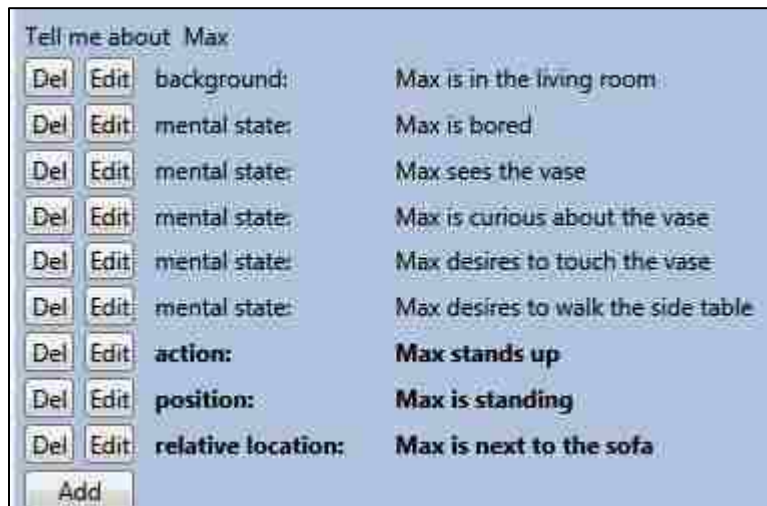 Tell me about Max
Del Edit background: Max is in the living room
Del Edit mental state: Max is bored
Del Edit mental state: Max sees the vase
Del Edit mental state: Max is curious about the vase
Del Edit mental state: Max desires to touch the vase
Del Edit mental state: Max desires to walk the side table
Del Edit action: Max stands up
Del Edit position: Max is standing
Del Edit relative location: Max is next to the sofa
Add